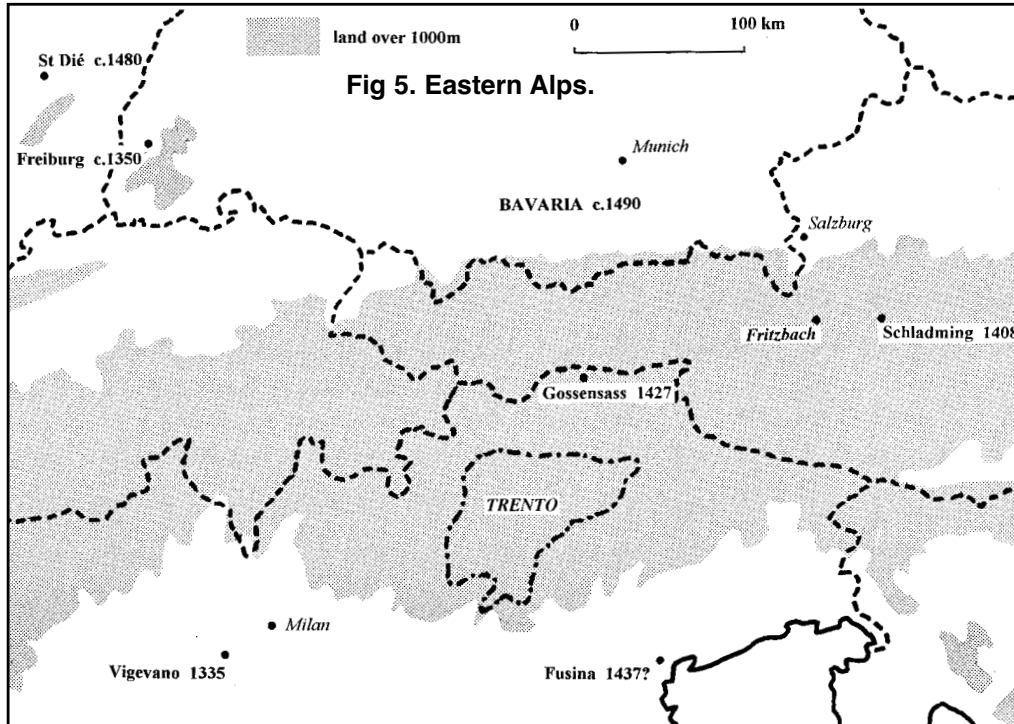 0 100 km
land over 1000m
St Dié c.1480
Fig 5. Eastern Alps.
Freiburg c.1350
Munich
BAVARIA c.1490
Salzburg
Fritzbach
Schladming 1408
Gossensass 1427
TRENTO
Milan
Vigevano 1335
Fusina 1437?